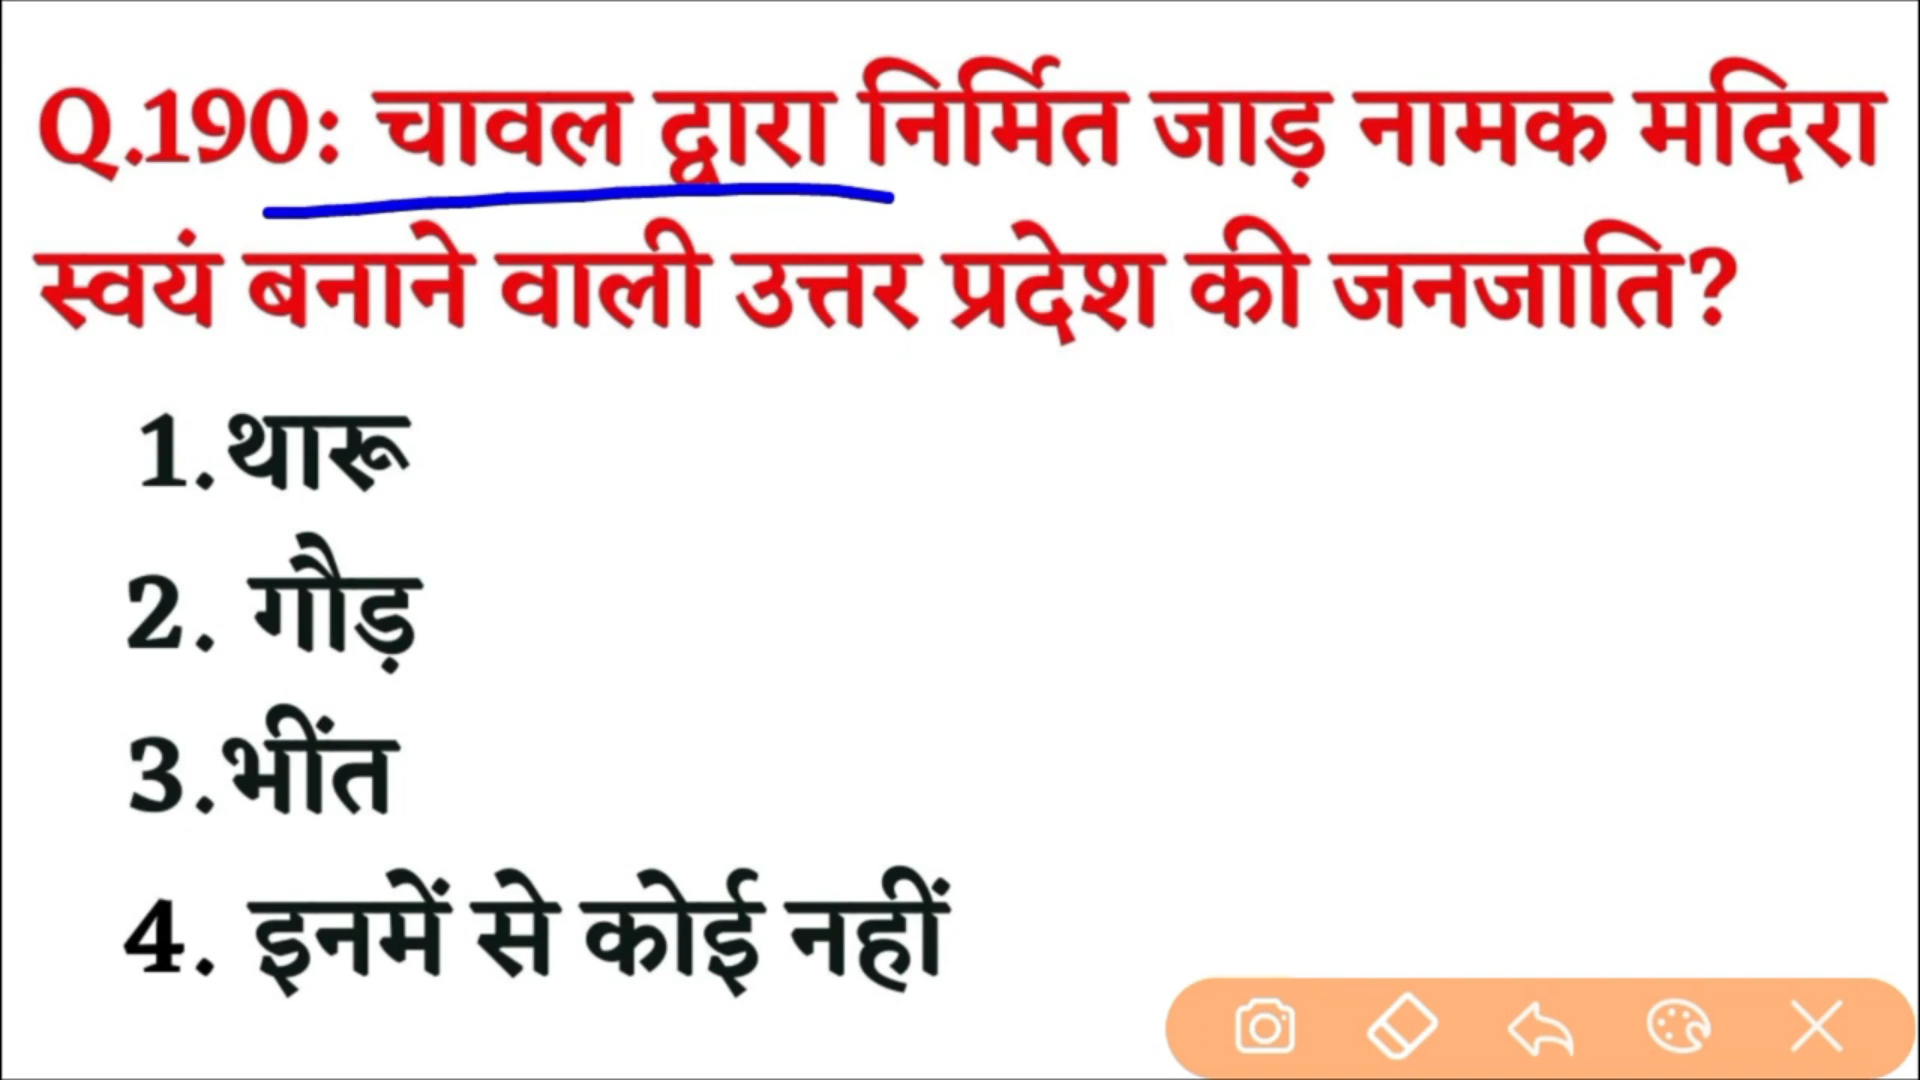 Q.190: चावल द्वारा निर्मित जाड़ नामक मदिरा
स्वयं बनाने वाली उत्तर प्रदेश की जनजाति?
1.थारू
2. गौड़
3.भींत
4. इनमें से कोई नहीं